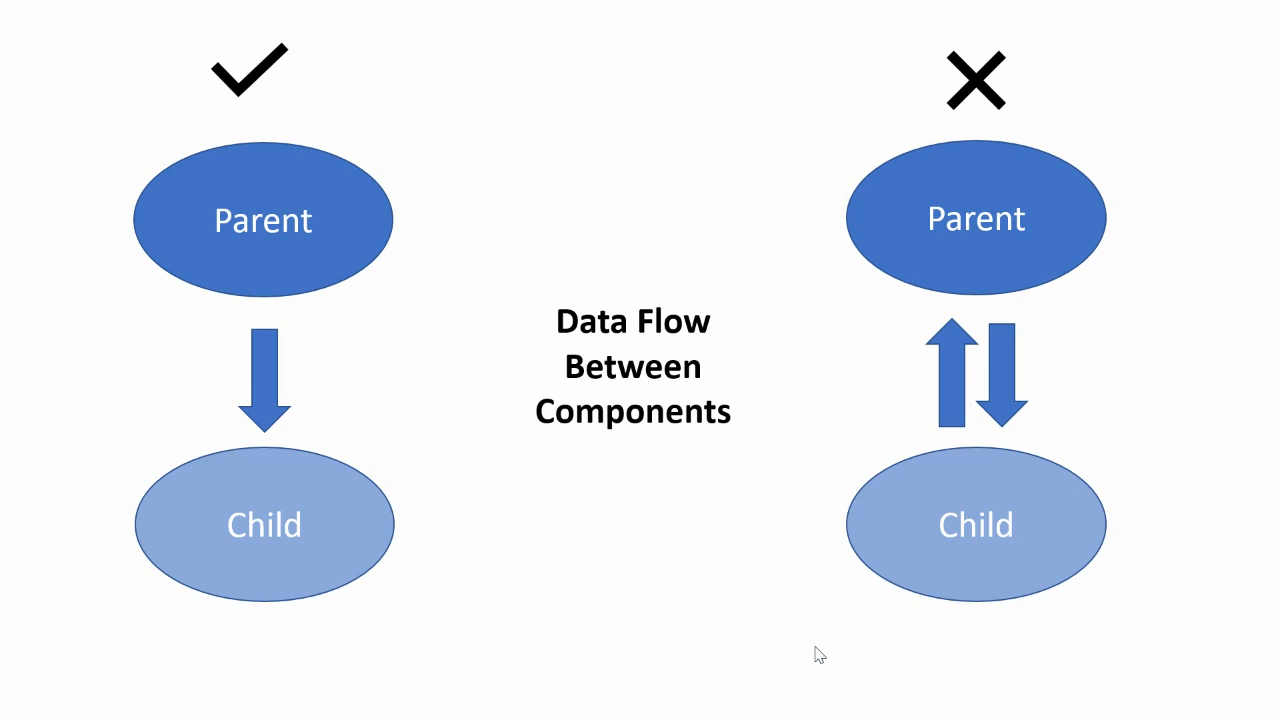 Parent
Child
Data Flow
Between
Components
Parent
Child